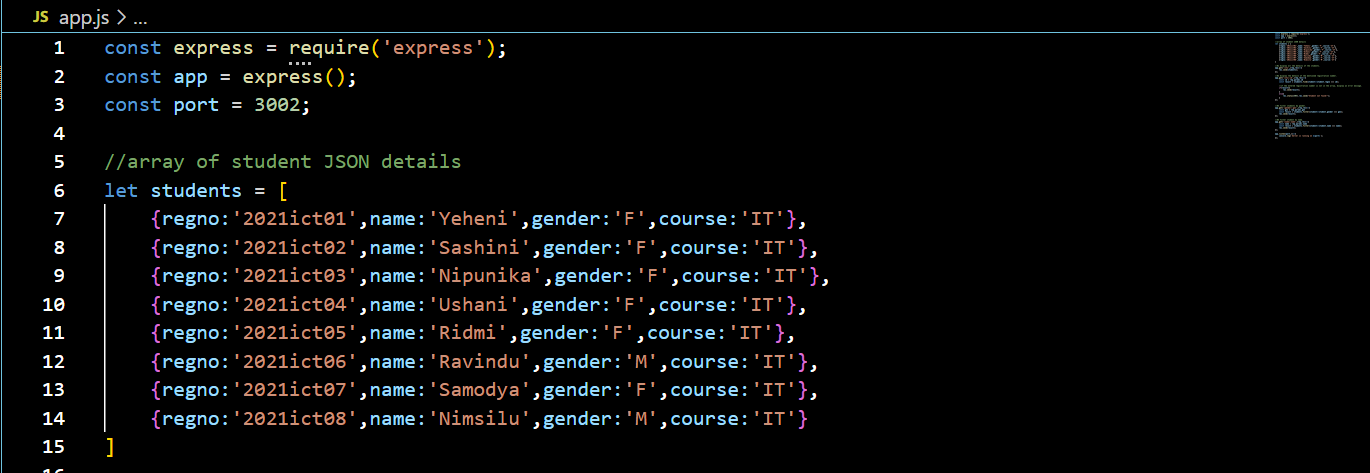 JS app.js > ...
1 const express = require('express');
2 const app = express();
3 const port = 3002;
4
5 //array of student JSON details
6 let students = [
7 {regno:'2021ict01',name:'Yeheni',gender:'F',course:'IT'},
8 {regno:'2021ict02',name:'Sashini',gender:'F',course:'IT'},
9 {regno:'2021ict03',name:'Nipunika',gender:'F',course:'IT'},
10 {regno:'2021ict04',name:'Ushani',gender:'F',course:'IT'},
11 {regno:'2021ict05',name:'Ridmi',gender:'F',course:'IT'},
12 {regno:'2021ict06',name:'Ravindu',gender:'M',course:'IT'},
13 {regno:'2021ict07',name:'Samodya',gender:'F',course:'IT'},
14 {regno:'2021ict08',name:'Nimsilu',gender:'M',course:'IT'}
15 ]